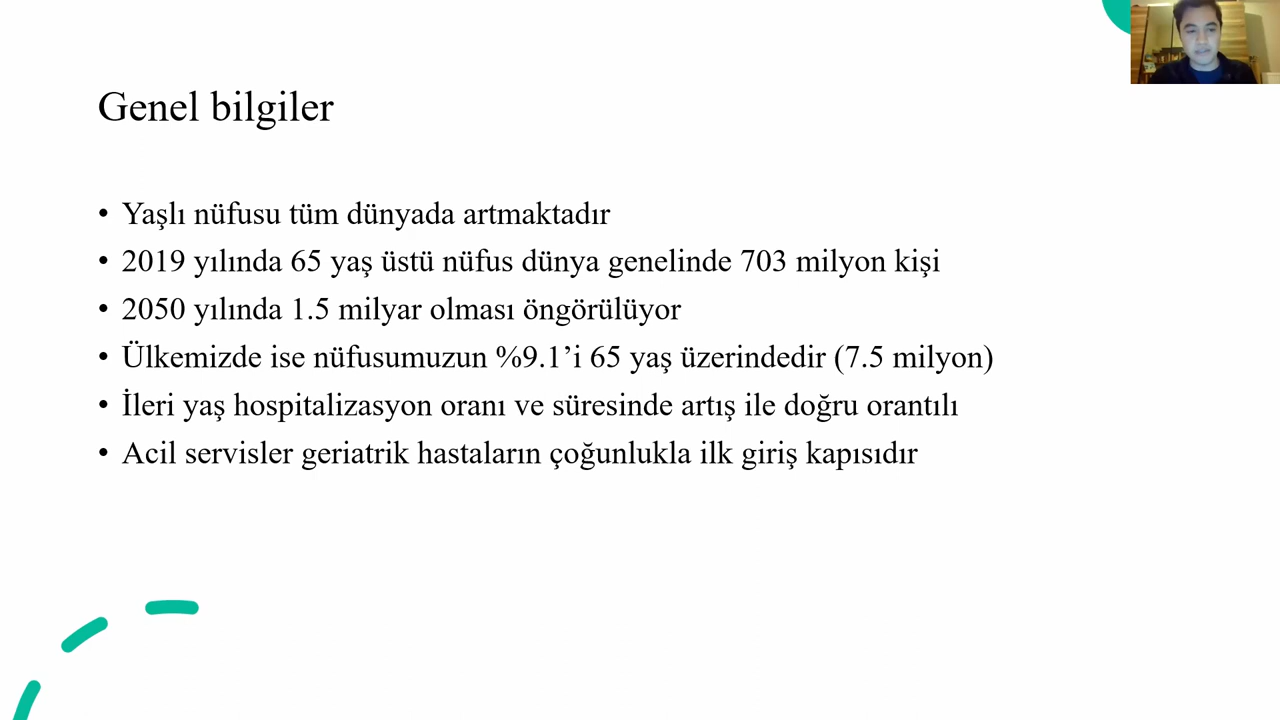 Genel bilgiler
• Yaşlı nüfusu tüm dünyada artmaktadır
• 2019 yılında 65 yaş üstü nüfus dünya genelinde 703 milyon kişi
• 2050 yılında 1.5 milyar olması öngörülüyor
• Ülkemizde ise nüfusumuzun %9.1’i 65 yaş üzerindedir (7.5 milyon)
• İleri yaş hospitalizasyon oranı ve süresinde artış ile doğru orantılı
• Acil servisler geriatrik hastaların çoğunlukla ilk giriş kapısıdır